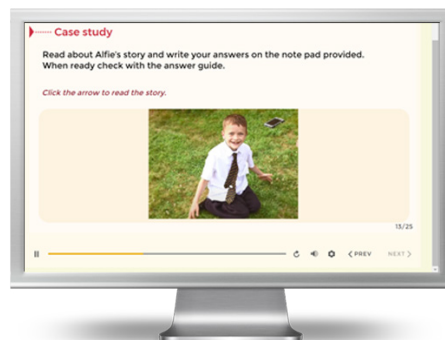 Case study
Read about Alfie's story and write your answers on the note pad provided.
When ready check with the answer guide.
Click the arrow to read the story.
13/25
PREV
NEXT